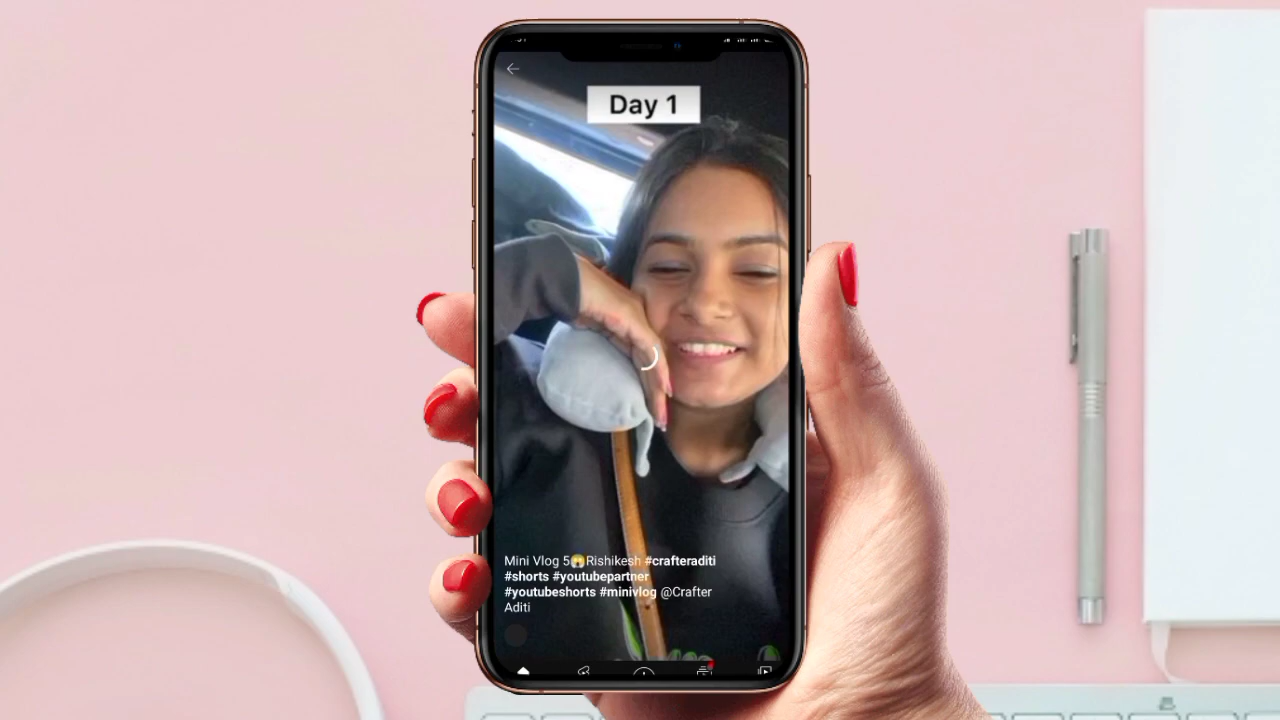 Day 1
Mini Vlog 5😱Rishikesh #crafteraditi
#shorts #youtubepartner
#youtubeshorts #minivlog @Crafter
Aditi